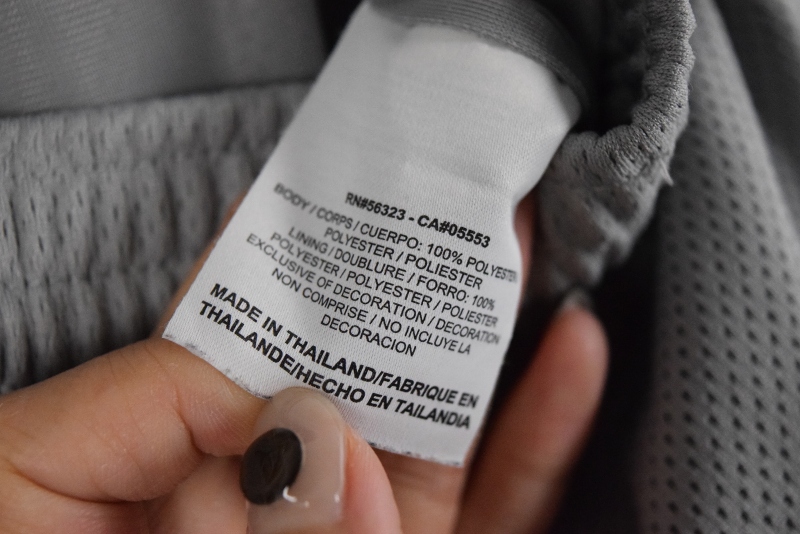 RN#56323 - CA#05553
BODY / CORPS / CUERPO: 100% POLYESTER
POLYESTER / POLIESTER
LINING / DOUBLURE / FORRO: 100%
POLYESTER / POLYESTER / POLIESTER
EXCLUSIVE OF DECORATION / DECORATION
NON COMPRISE / NO INCLUYE LA
DECORACION
MADE IN THAILAND/FABRIQUE EN
THAILANDE/HECHO EN TAILANDIA